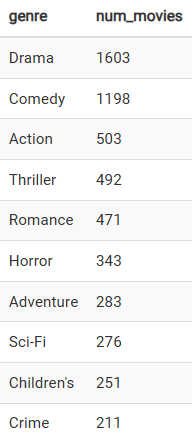 genre num_movies
Drama 1603
Comedy 1198
Action 503
Thriller 492
Romance 471
Horror 343
Adventure 283
Sci-Fi 276
Children's 251
Crime 211